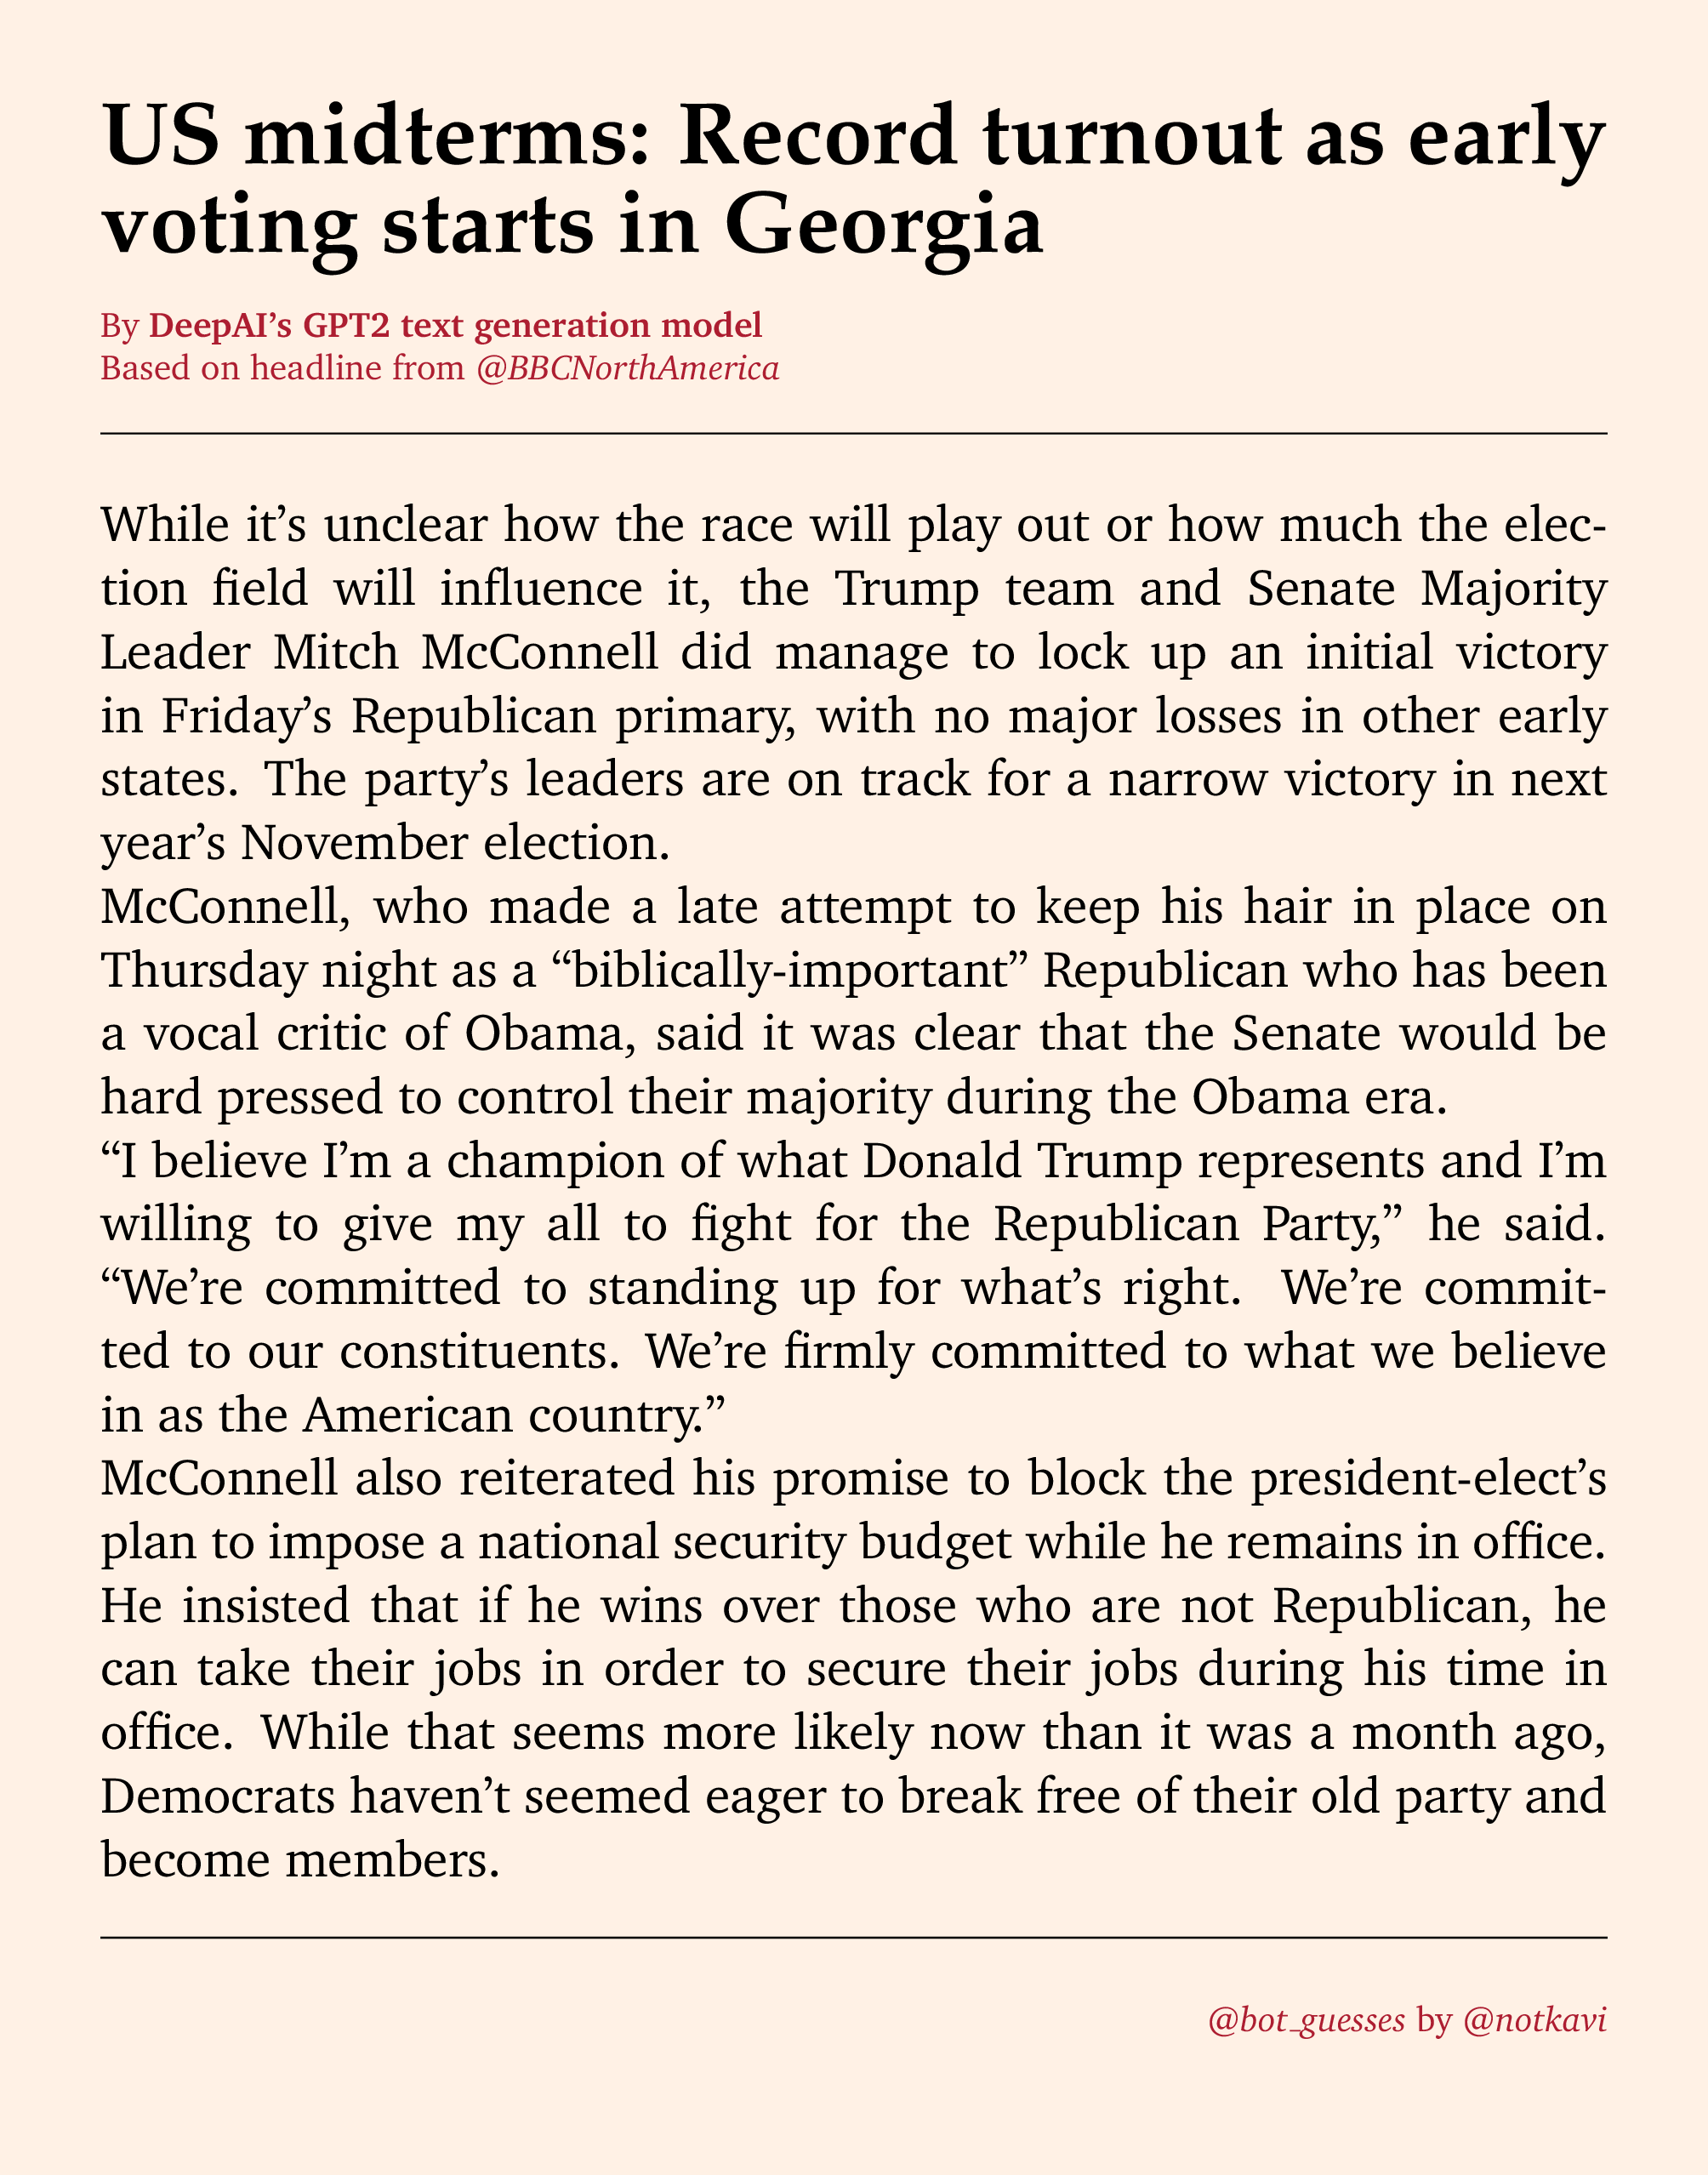 US midterms: Record turnout as early
voting starts in Georgia
By DeepAI’s GPT2 text generation model
Based on headline from @BBCNorthAmerica
While it’s unclear how the race will play out or how much the elec-
tion field will influence it, the Trump team and Senate Majority
Leader Mitch McConnell did manage to lock up an initial victory
in Friday’s Republican primary, with no major losses in other early
states. The party’s leaders are on track for a narrow victory in next
year’s November election.
McConnell, who made a late attempt to keep his hair in place on
Thursday night as a “biblically-important” Republican who has been
a vocal critic of Obama, said it was clear that the Senate would be
hard pressed to control their majority during the Obama era.
“I believe I’m a champion of what Donald Trump represents and I’m
willing to give my all to fight for the Republican Party,” he said.
“We’re committed to standing up for what’s right. We’re commit-
ted to our constituents. We’re firmly committed to what we believe
in as the American country.”
McConnell also reiterated his promise to block the president-elect’s
plan to impose a national security budget while he remains in office.
He insisted that if he wins over those who are not Republican, he
can take their jobs in order to secure their jobs during his time in
office. While that seems more likely now than it was a month ago,
Democrats haven’t seemed eager to break free of their old party and
become members.
@bot_guesses by @notkavi